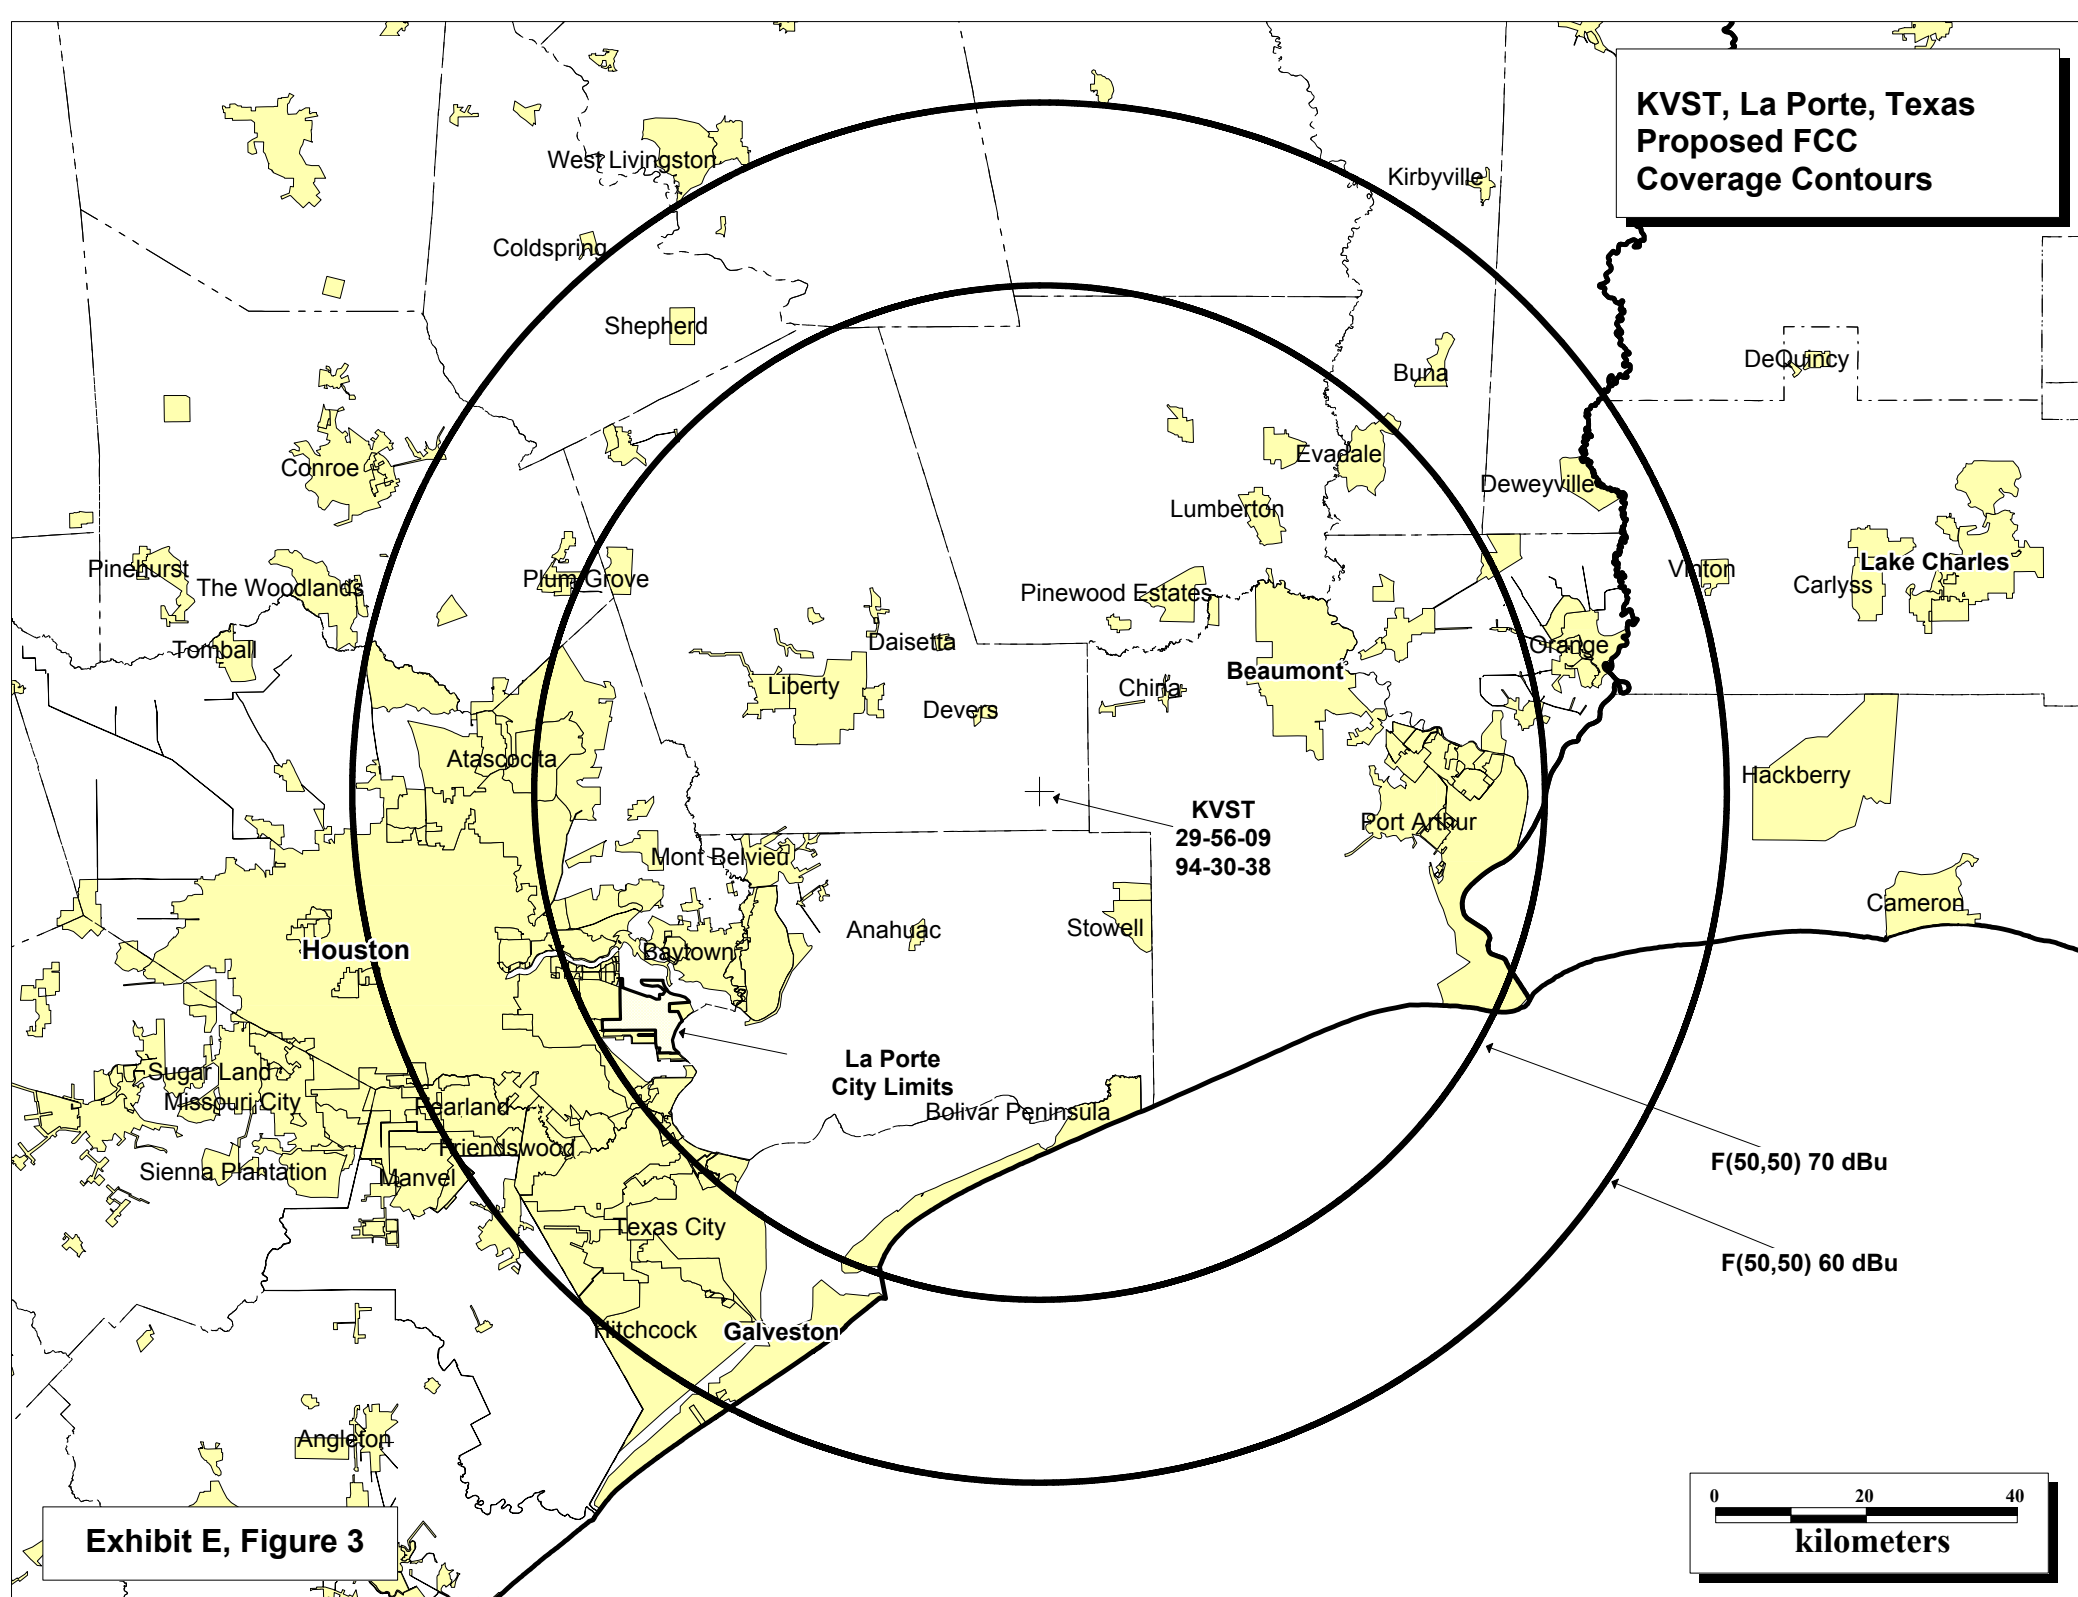 KVST, La Porte, Texas
Proposed FCC
Coverage Contours
West Livingston
Kirbyville
Coldspring
Shepherd
DeQuincy
Buna
Evadale
Conroe
Deweyville
Lumberton
Lake Charles
Vinton
Pinehurst
Plum Grove
The Woodlands
Carlyss
Pinewood Estates
Daisetta
Orange
Tomball
Beaumont
Liberty
China
Devers
Atascocita
Hackberry
KVST
29-56-09
94-30-38
Port Arthur
Mont Belvieu
Cameron
Anahuac
Stowell
Houston
Baytown
La Porte
City Limits
Sugar Land
Missouri City
Pearland
Bolivar Peninsula
Friendswood
F(50,50) 70 dBu
Sienna Plantation
Manvel
Texas City
F(50,50) 60 dBu
Hitchcock
Galveston
Angleton
0 20 40
kilometers
Exhibit E, Figure 3